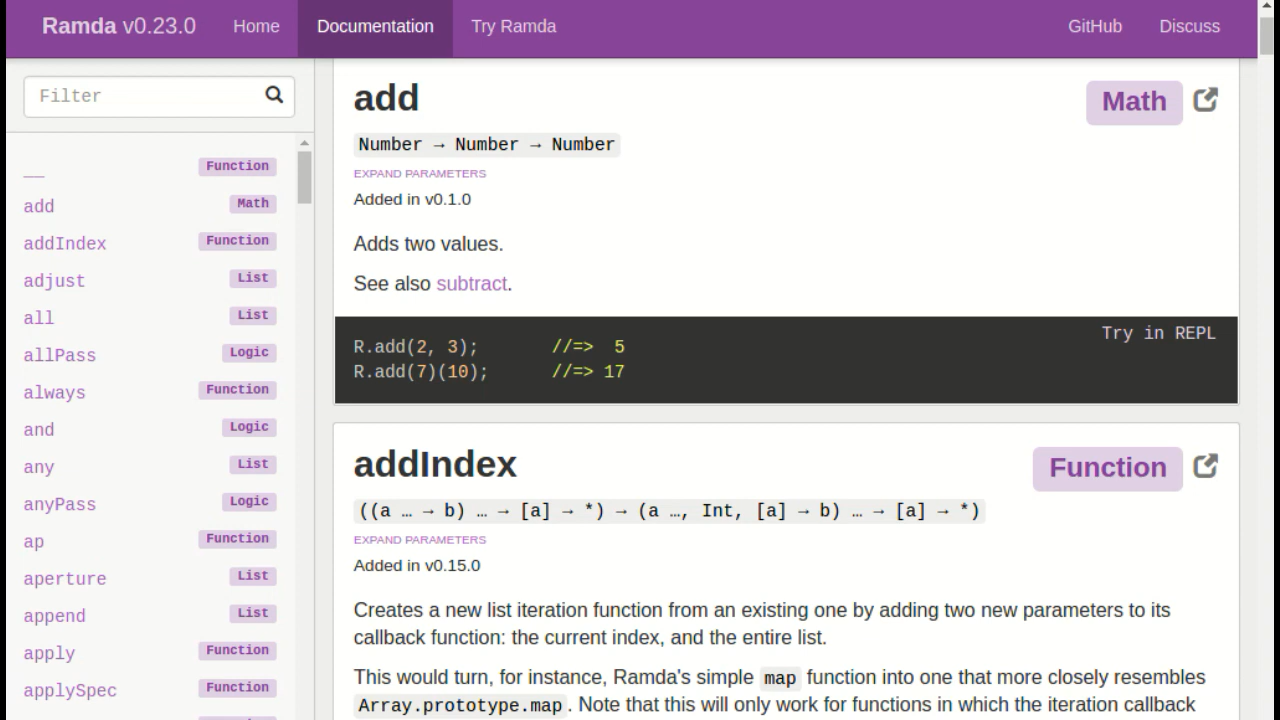 Ramda v0.23.0 Home Documentation Try Ramda GitHub Discuss
Filter
__ Function
add Math
addIndex Function
adjust List
all List
allPass Logic
always Function
and Logic
any List
anyPass Logic
ap Function
aperture List
append List
apply Function
applySpec Function
add Math
Number → Number → Number
EXPAND PARAMETERS
Added in v0.1.0
Adds two values.
See also subtract.
Try in REPL
R.add(2, 3); //=> 5
R.add(7)(10); //=> 17
addIndex Function
((a … → b) … → [a] → *) → (a …, Int, [a] → b) … → [a] → *)
EXPAND PARAMETERS
Added in v0.15.0
Creates a new list iteration function from an existing one by adding two new parameters to its
callback function: the current index, and the entire list.
This would turn, for instance, Ramda's simple map function into one that more closely resembles
Array.prototype.map. Note that this will only work for functions in which the iteration callback